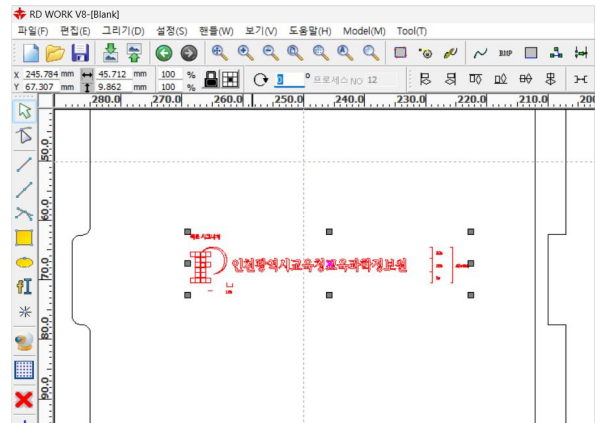 RD WORK V8-[Blank]
파일(F) 편집(E) 그리기(D) 설정(S) 핸들(W) 보기(V) 도움말(H) Model(M) Tool(T)
BMP
X 245.784 mm 45.712 mm 100 %
Y 67.307 mm 9.862 mm 100 %
0 ° 프로세스 NO 12
280.0 270.0 260.0 250.0 240.0 230.0 220.0 210.0 200
50.0
60.0
70.0
80.0
90.0
인천광역시교육청교육과학정보원